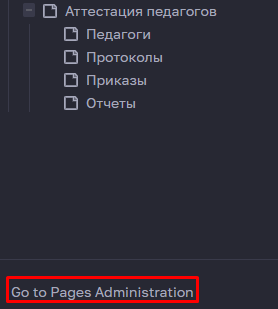 Аттестация педагогов
Педагоги
Протоколы
Приказы
Отчеты
Go to Pages Administration